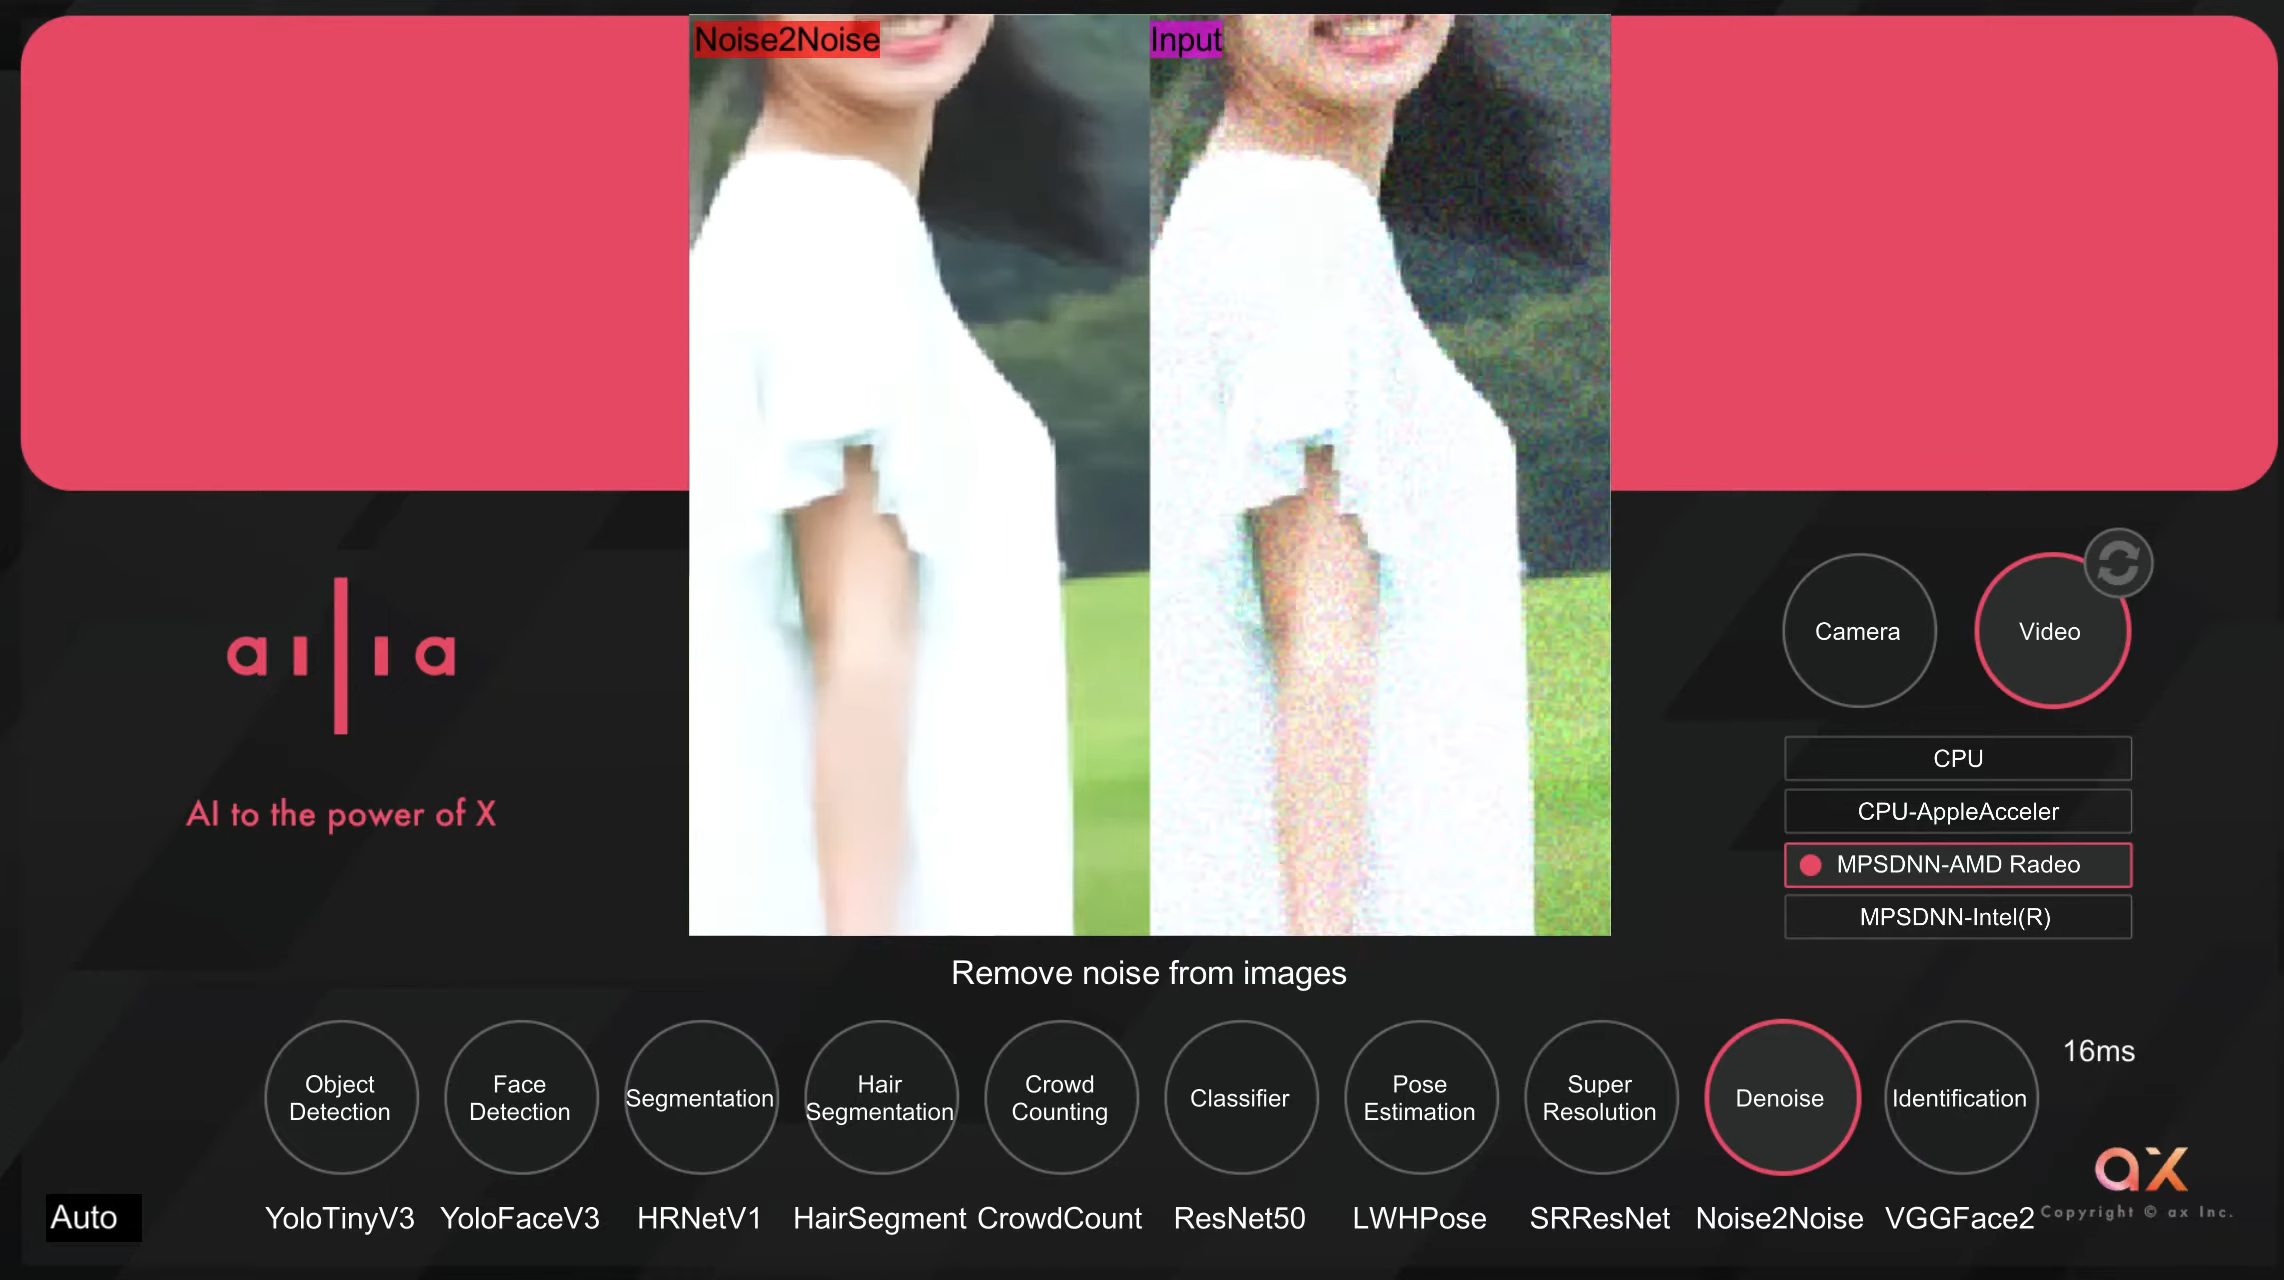 Noise2Noise
Input
ailia
AI to the power of X
Camera
Video
CPU
CPU-AppleAcceler
MPSDNN-AMD Radeo
MPSDNN-Intel(R)
Remove noise from images
Object
Detection
Face
Detection
Segmentation
Hair
Segmentation
Crowd
Counting
Classifier
Pose
Estimation
Super
Resolution
Denoise
Identification
16ms
YoloTinyV3
YoloFaceV3
HRNetV1
HairSegment
CrowdCount
ResNet50
LWHPose
SRResNet
Noise2Noise
VGGFace2
ax
Copyright © ax Inc.
Auto